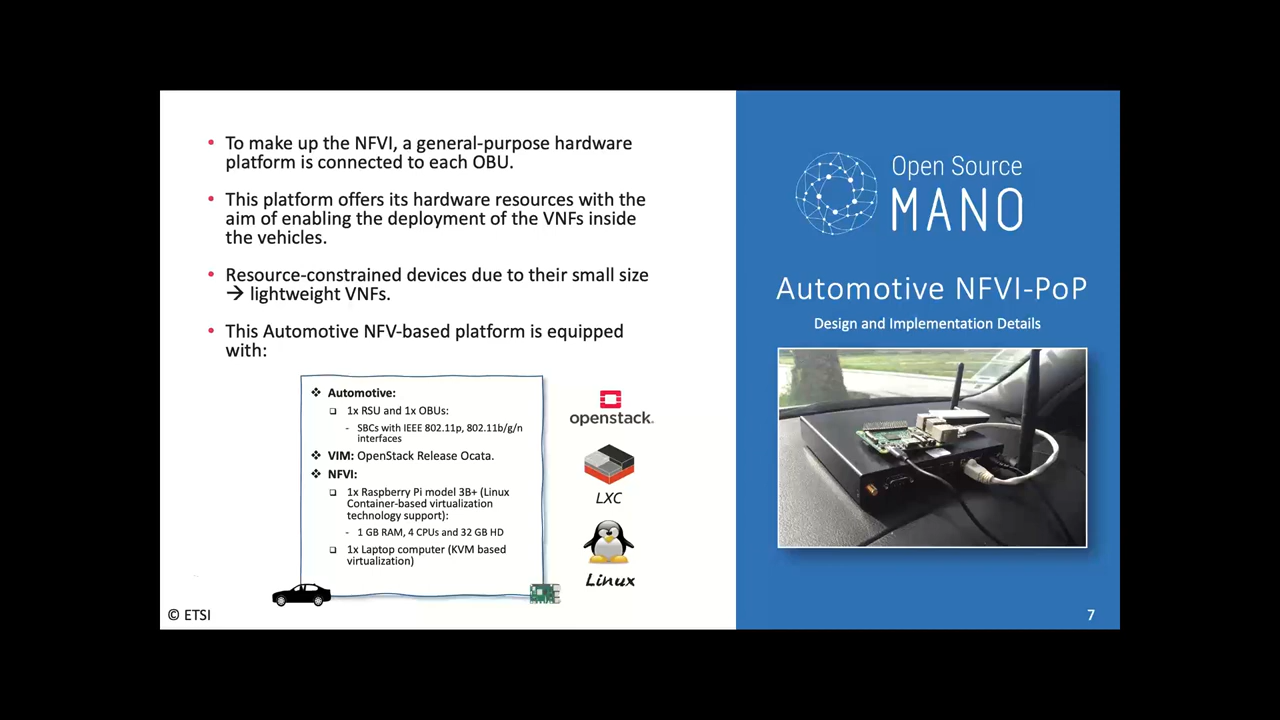 • To make up the NFVI, a general-purpose hardware
platform is connected to each OBU.
• This platform offers its hardware resources with the
aim of enabling the deployment of the VNFs inside
the vehicles.
• Resource-constrained devices due to their small size
→ lightweight VNFs.
• This Automotive NFV-based platform is equipped
with:
❖ Automotive:
❑ 1x RSU and 1x OBUs:
- SBCs with IEEE 802.11p, 802.11b/g/n
interfaces
❖ VIM: OpenStack Release Ocata.
❖ NFVI:
❑ 1x Raspberry Pi model 3B+ (Linux
Container-based virtualization
technology support):
- 1 GB RAM, 4 CPUs and 32 GB HD
❑ 1x Laptop computer (KVM based
virtualization)
openstack.
LXC
Linux
© ETSI
Open Source
MANO
Automotive NFVI-PoP
Design and Implementation Details
7